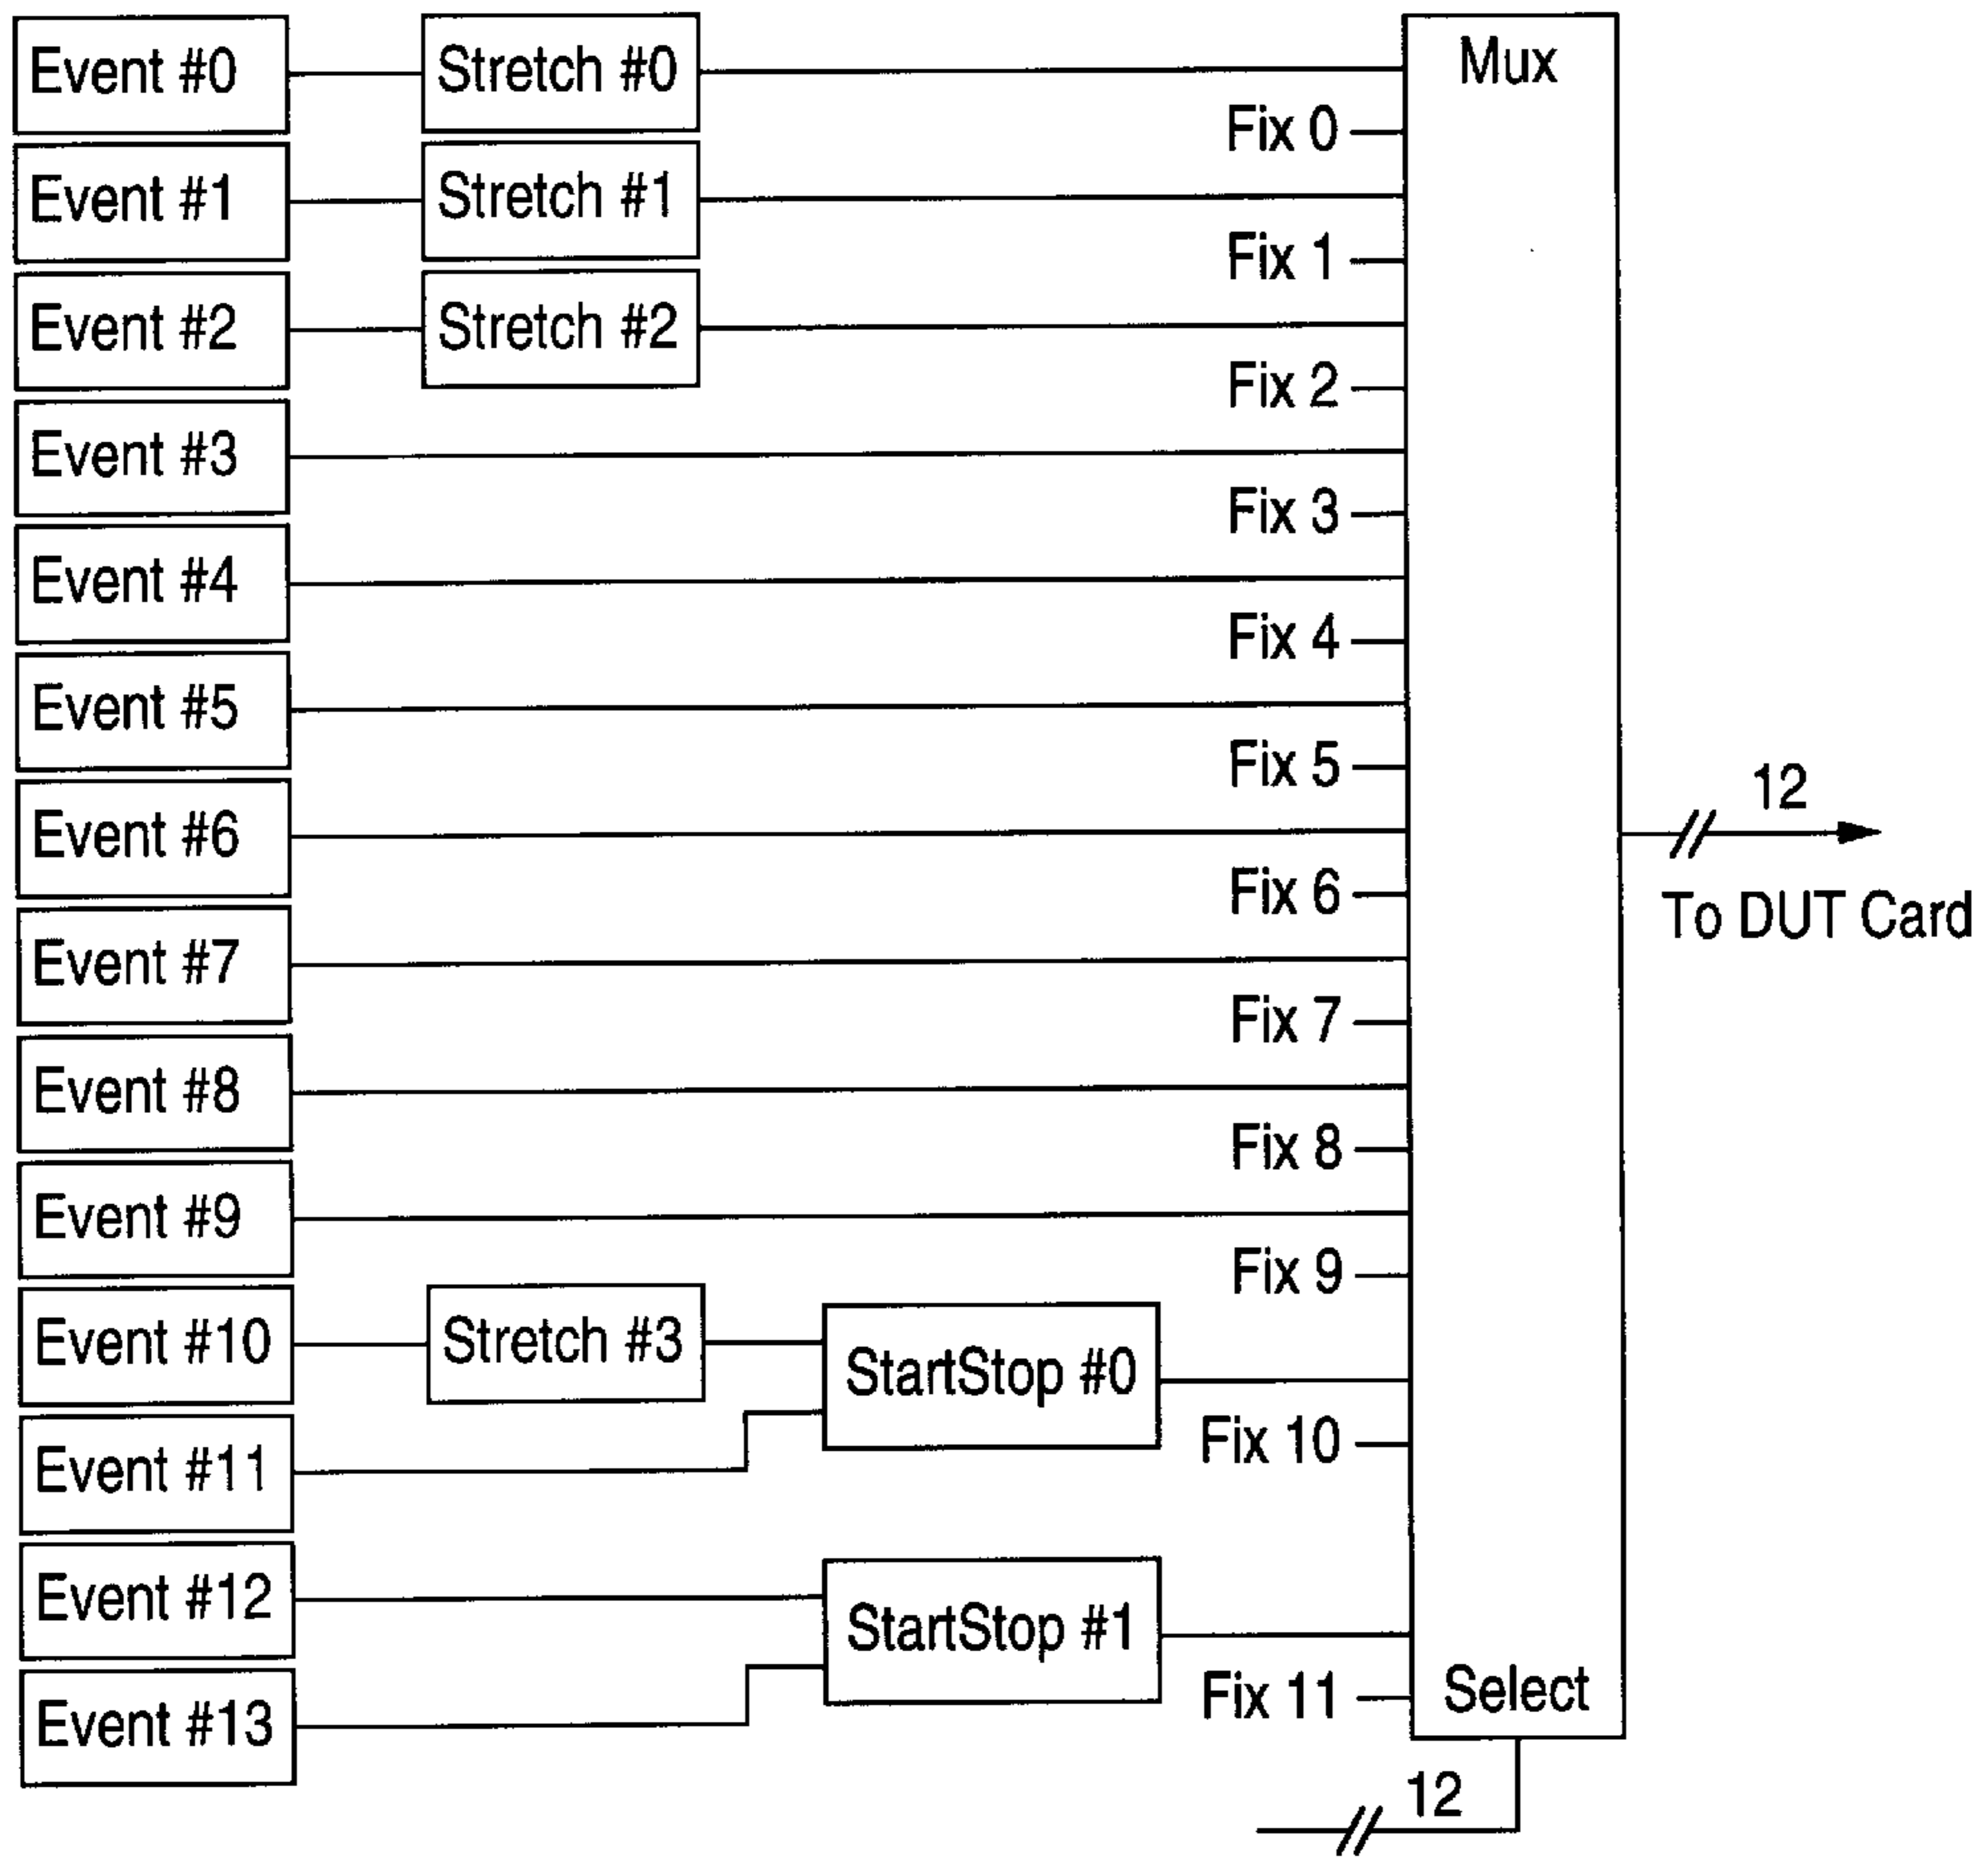 Event #0
Stretch #0
Mux
Fix 0
Event #1
Stretch #1
Fix 1
Event #2
Stretch #2
Fix 2
Event #3
Fix 3
Event #4
Fix 4
Event #5
Fix 5
12
Event #6
Fix 6
To DUT Card
Event #7
Fix 7
Event #8
Fix 8
Event #9
Fix 9
Event #10
Stretch #3
StartStop #0
Fix 10
Event #11
Event #12
StartStop #1
Fix 11
Select
Event #13
12